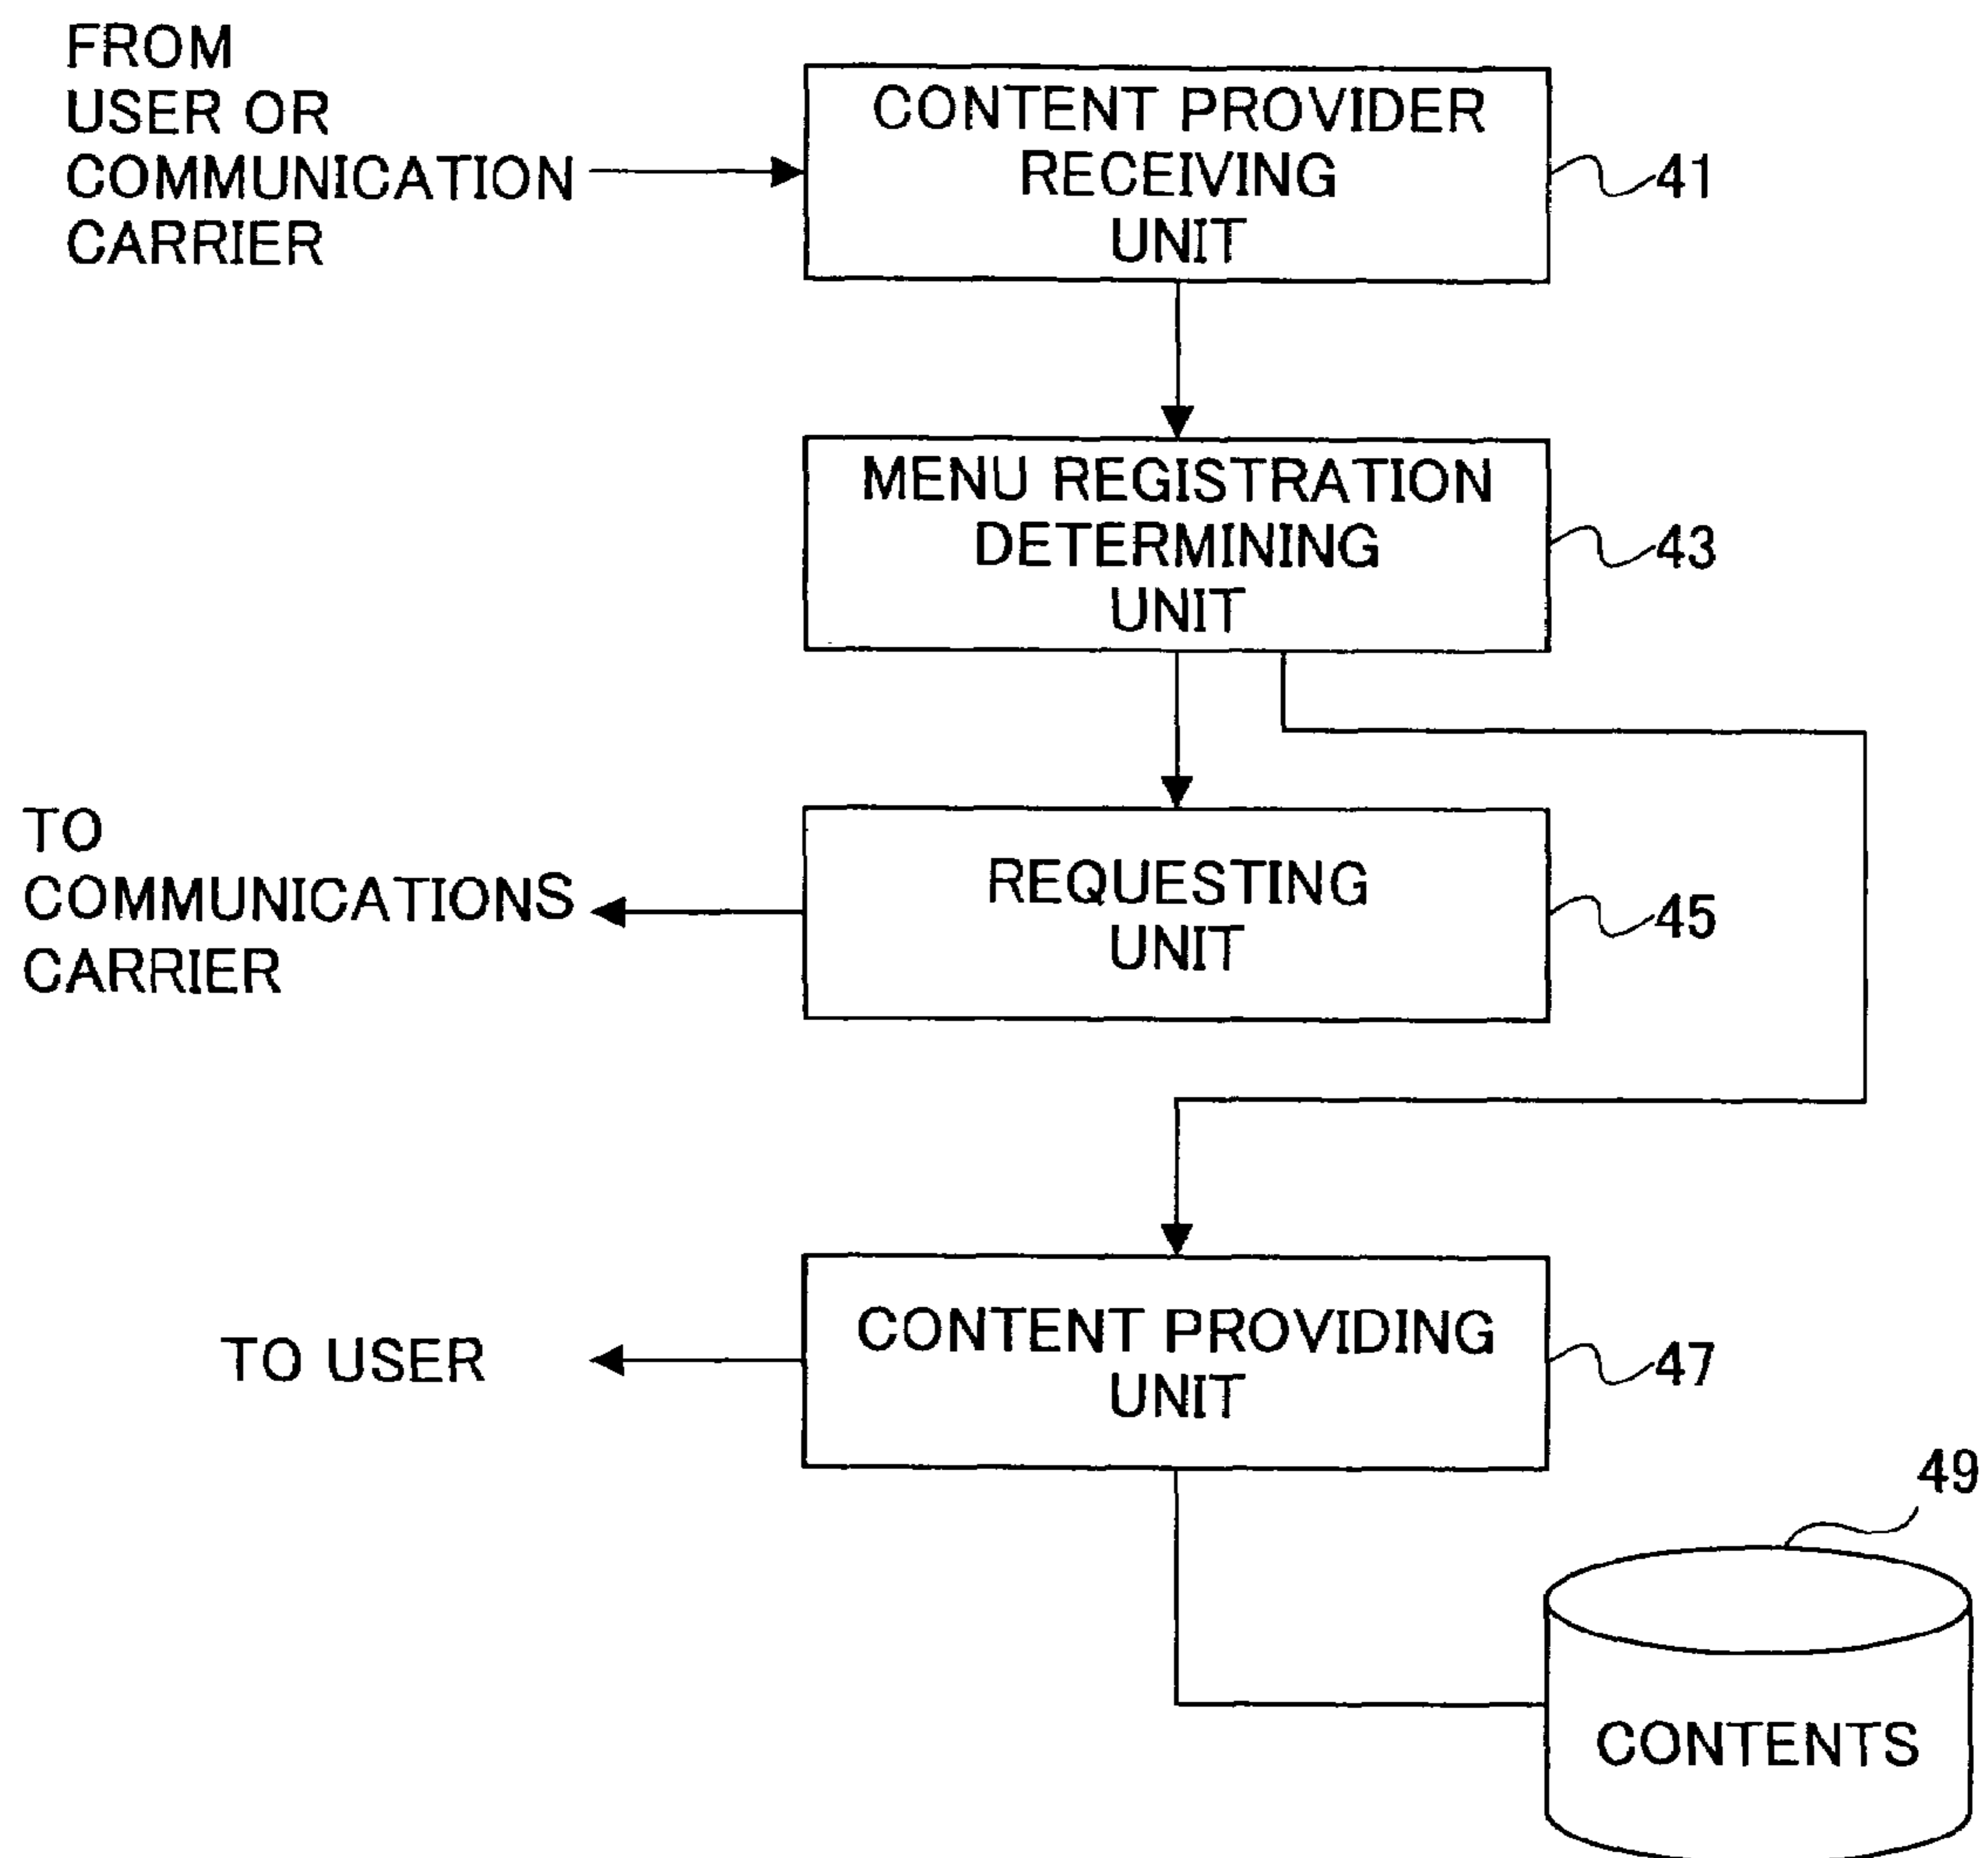 FROM
USER OR
COMMUNICATION
CARRIER
CONTENT PROVIDER
RECEIVING
UNIT
41
MENU REGISTRATION
DETERMINING
UNIT
43
TO
COMMUNICATIONS
CARRIER
REQUESTING
UNIT
45
TO USER
CONTENT PROVIDING
UNIT
47
49
CONTENTS